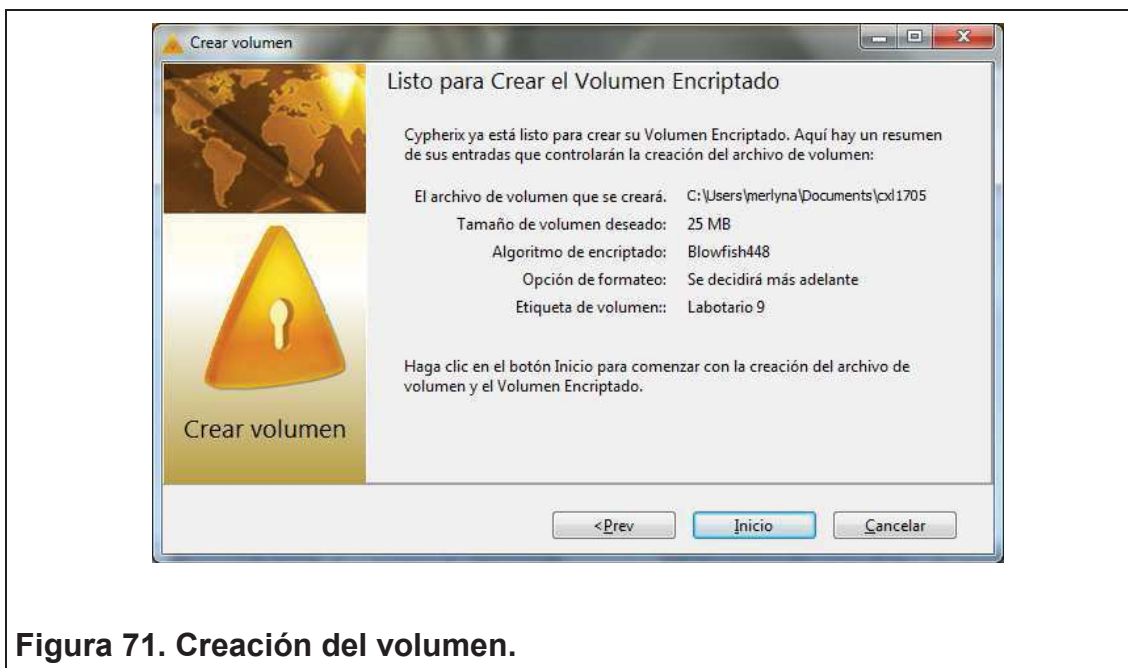 Crear volumen
Listo para Crear el Volumen Encriptado
Cypherix ya está listo para crear su Volumen Encriptado. Aquí hay un resumen
de sus entradas que controlarán la creación del archivo de volumen:
El archivo de volumen que se creará. C:\Users\merlyna\Documents\cxl1705
Tamaño de volumen deseado: 25 MB
Algoritmo de encriptado: Blowfish448
Opción de formateo: Se decidirá más adelante
Etiqueta de volumen:: Labotario 9
Haga clic en el botón Inicio para comenzar con la creación del archivo de
volumen y el Volumen Encriptado.
Crear volumen
<Prev Inicio Cancelar
Figura 71. Creación del volumen.